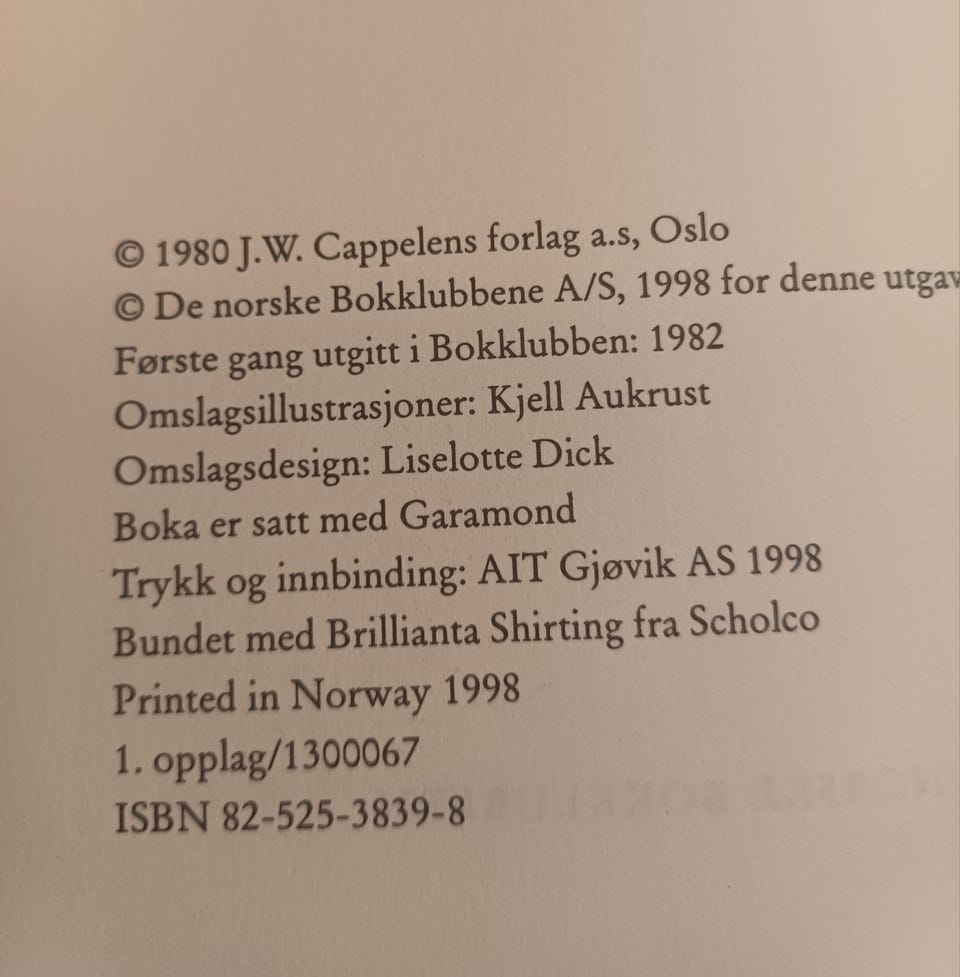 © 1980 J.W. Cappelens forlag a.s, Oslo
© De norske Bokklubbene A/S, 1998 for denne utgav
Første gang utgitt i Bokklubben: 1982
Omslagsillustrasjoner: Kjell Aukrust
Omslagsdesign: Liselotte Dick
Boka er satt med Garamond
Trykk og innbinding: AIT Gjøvik AS 1998
Bundet med Brillianta Shirting fra Scholco
Printed in Norway 1998
1. opplag/1300067
ISBN 82-525-3839-8